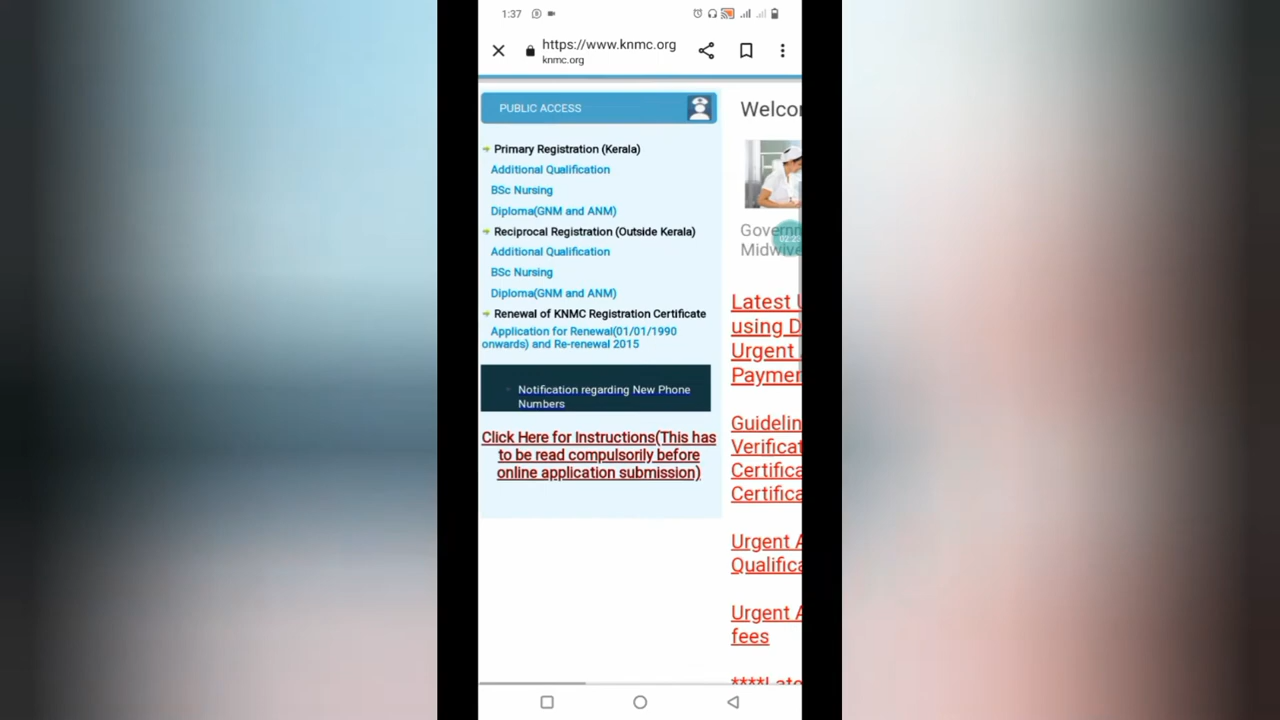 1:37
https://www.knmc.org
knmc.org
PUBLIC ACCESS
Primary Registration (Kerala)
Additional Qualification
BSc Nursing
Diploma(GNM and ANM)
Reciprocal Registration (Outside Kerala)
Additional Qualification
BSc Nursing
Diploma(GNM and ANM)
Renewal of KNMC Registration Certificate
Application for Renewal(01/01/1990
onwards) and Re-renewal 2015
Notification regarding New Phone
Numbers
Click Here for Instructions(This has
to be read compulsorily before
online application submission)
Welco
Govern
Midwive
Latest
using D
Urgent
Paymen
Guidelin
Verificat
Certifica
Certifica
Urgent A
Qualifica
Urgent A
fees
****Late